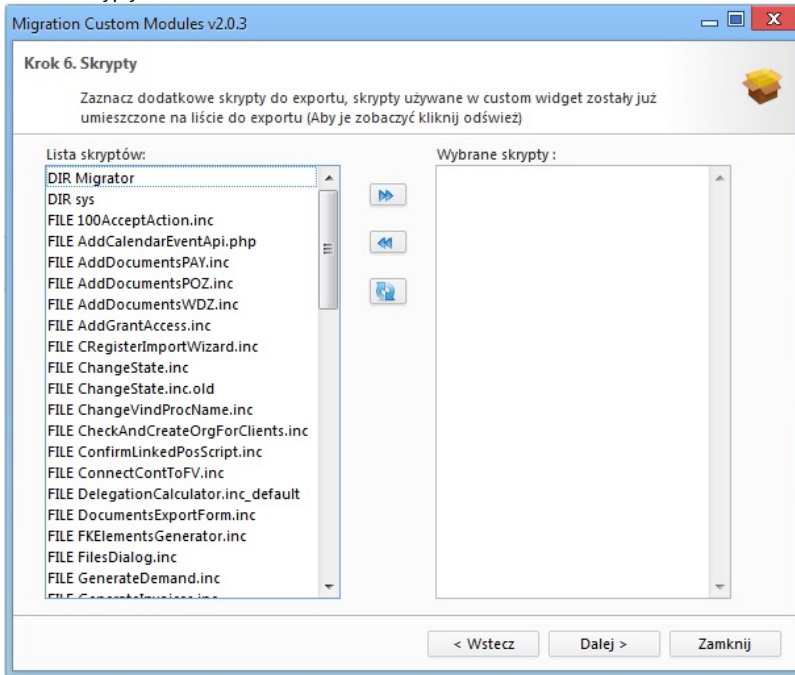 Migration Custom Modules v2.0.3
Krok 6. Skrypty
Zaznacz dodatkowe skrypty do exportu, skrypty używane w custom widget zostały już
umieszczone na liście do exportu (Aby je zobaczyć kliknij odśwież)
Lista skryptów:
Wybrane skrypty :
DIR Migrator
DIR sys
FILE 100AcceptAction.inc
FILE AddCalendarEventApi.php
FILE AddDocumentsPAY.inc
FILE AddDocumentsPOZ.inc
FILE AddDocumentsWDZ.inc
FILE AddGrantAccess.inc
FILE CRegisterImportWizard.inc
FILE ChangeState.inc
FILE ChangeState.inc.old
FILE ChangeVindProcName.inc
FILE CheckAndCreateOrgForClients.inc
FILE ConfirmLinkedPosScript.inc
FILE ConnectContToFV.inc
FILE DelegationCalculator.inc_default
FILE DocumentsExportForm.inc
FILE FKElementsGenerator.inc
FILE FilesDialog.inc
FILE GenerateDemand.inc
< Wstecz
Dalej >
Zamknij